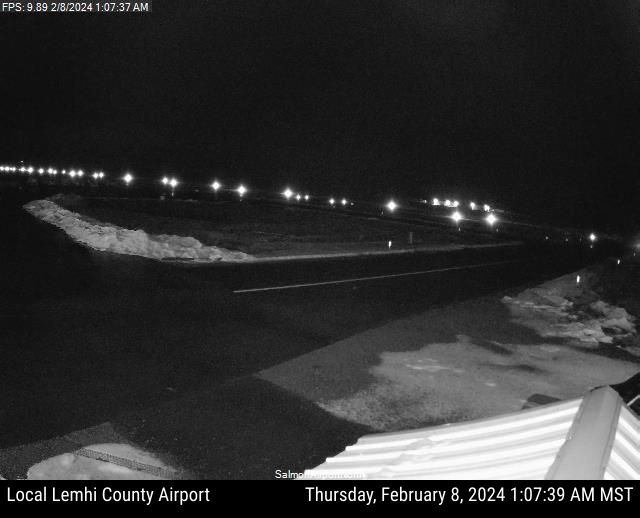 FPS: 9.89 2/8/2024 1:07:37 AM
Local Lemhi County Airport
Thursday, February 8, 2024 1:07:39 AM MST